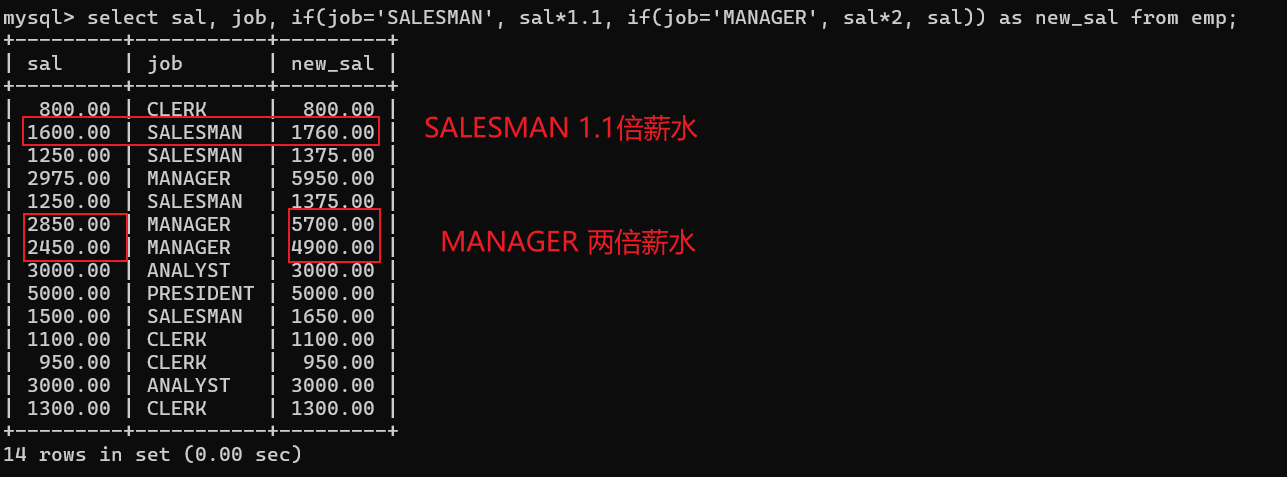 mysql> select sal, job, if(job='SALESMAN', sal*1.1, if(job='MANAGER', sal*2, sal)) as new_sal from emp;
+---------+-----------+---------+
| sal     | job       | new_sal |
+---------+-----------+---------+
|  800.00 | CLERK     |  800.00 |
| 1600.00 | SALESMAN  | 1760.00 | SALESMAN 1.1倍薪水
| 1250.00 | SALESMAN  | 1375.00 |
| 2975.00 | MANAGER   | 5950.00 |
| 1250.00 | SALESMAN  | 1375.00 |
| 2850.00 | MANAGER   | 5700.00 | MANAGER 两倍薪水
| 2450.00 | MANAGER   | 4900.00 |
| 3000.00 | ANALYST   | 3000.00 |
| 5000.00 | PRESIDENT | 5000.00 |
| 1500.00 | SALESMAN  | 1650.00 |
| 1100.00 | CLERK     | 1100.00 |
|  950.00 | CLERK     |  950.00 |
| 3000.00 | ANALYST   | 3000.00 |
| 1300.00 | CLERK     | 1300.00 |
+---------+-----------+---------+
14 rows in set (0.00 sec)